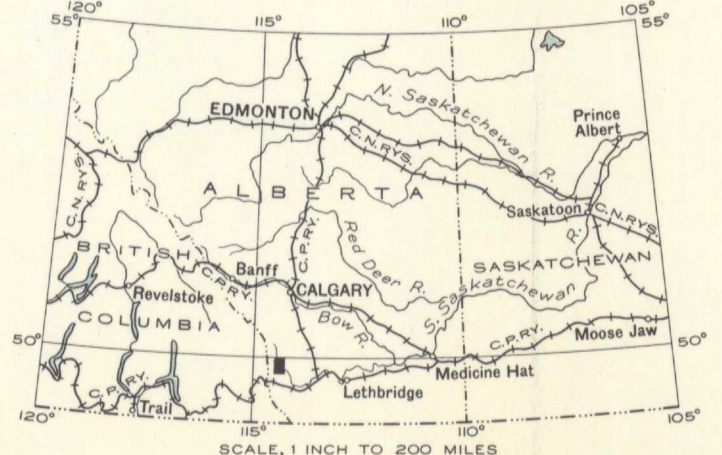 120° 115° 110° 105°
55° 55°
N. Saskatchewan R.
EDMONTON
Prince
Albert
C.N.RYS.
C.N.RYS.
ALBERTA
C.N.RYS.
Saskatoon
C.P.RY.
Red Deer R.
R.
BRITISH
SASKATCHEWAN
Banff
C.P.RY.
CALGARY
S. Saskatchewan
Revelstoke
Bow R.
COLUMBIA
C.P.RY.
Moose Jaw
50° 50°
Medicine Hat
C.P.RY.
Lethbridge
Trail
120° 115° 110° 105°
SCALE, 1 INCH TO 200 MILES